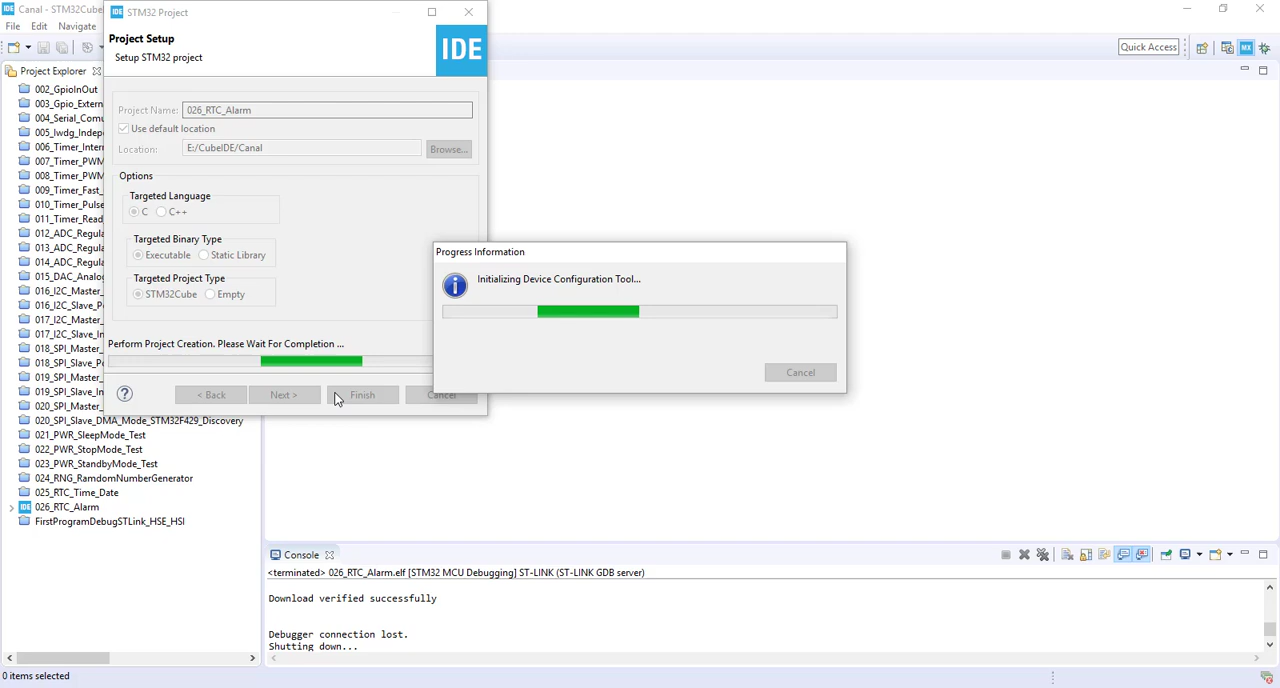 IDE Canal - STM32Cube
File Edit Navigate
Quick Access
MX
Project Explorer
002_GpioInOut
003_Gpio_Extern
004_Serial_Comu
005_Iwdg_Indep
006_Timer_Intern
007_Timer_PWM
008_Timer_PWM
009_Timer_Fast_
010_Timer_Pulse
011_Timer_Read
012_ADC_Regula
013_ADC_Regula
014_ADC_Regula
015_DAC_Analog
016_I2C_Master_
016_I2C_Slave_P
017_I2C_Master_
017_I2C_Slave_In
018_SPI_Master_
018_SPI_Slave_P
019_SPI_Master_
019_SPI_Slave_In
020_SPI_Master_
020_SPI_Slave_DMA_Mode_STM32F429_Discovery
021_PWR_SleepMode_Test
022_PWR_StopMode_Test
023_PWR_StandbyMode_Test
024_RNG_RamdomNumberGenerator
025_RTC_Time_Date
IDE 026_RTC_Alarm
FirstProgramDebugSTLink_HSE_HSI
0 items selected
IDE STM32 Project
Project Setup
Setup STM32 project
IDE
Project Name: 026_RTC_Alarm
Use default location
Location: E:/CubeIDE/Canal Browse...
Options
Targeted Language
C C++
Targeted Binary Type
Executable Static Library
Targeted Project Type
STM32Cube Empty
Perform Project Creation. Please Wait For Completion ...
? < Back Next > Finish Cancel
Progress Information
Initializing Device Configuration Tool...
Cancel
Console
<terminated> 026_RTC_Alarm.elf [STM32 MCU Debugging] ST-LINK (ST-LINK GDB server)
Download verified successfully
Debugger connection lost.
Shutting down...